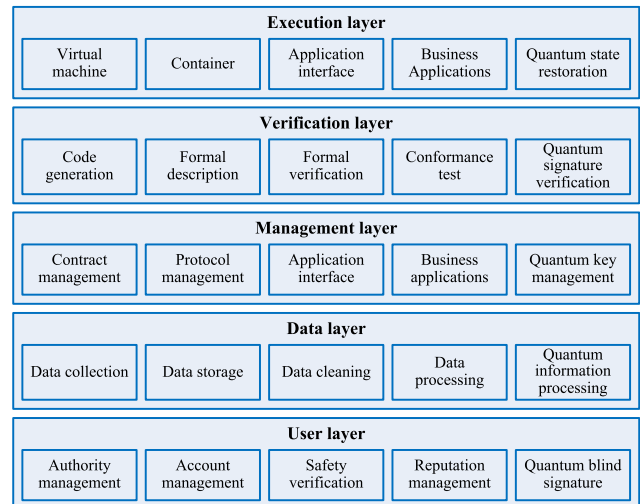 Execution layer
Virtual machine
Container
Application interface
Business Applications
Quantum state restoration
Verification layer
Code generation
Formal description
Formal verification
Conformance test
Quantum signature verification
Management layer
Contract management
Protocol management
Application interface
Business applications
Quantum key management
Data layer
Data collection
Data storage
Data cleaning
Data processing
Quantum information processing
User layer
Authority management
Account management
Safety verification
Reputation management
Quantum blind signature